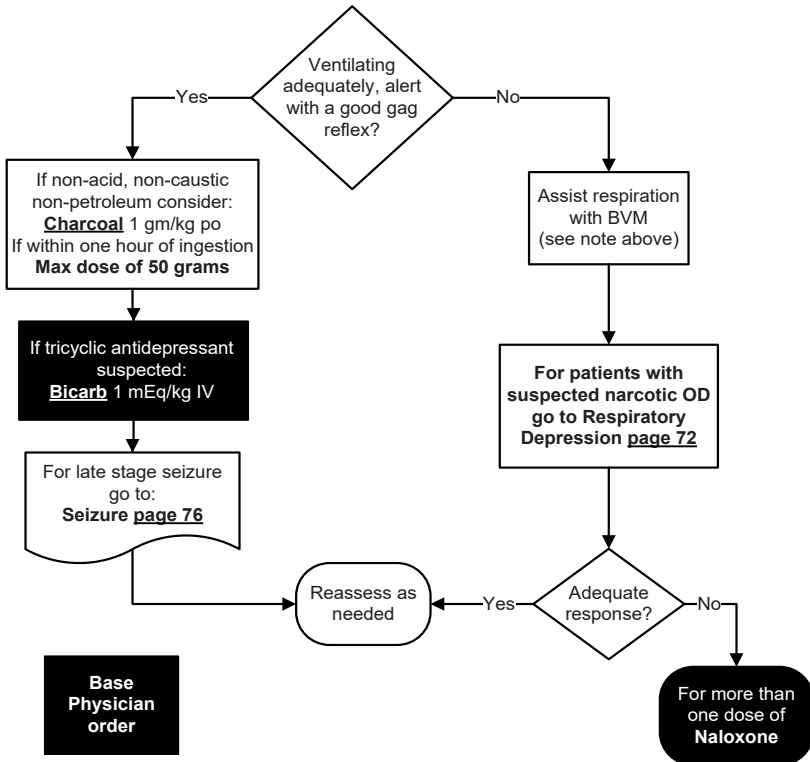 Ventilating
adequately, alert
with a good gag
reflex?
Yes
No
If non-acid, non-caustic
non-petroleum consider:
Charcoal 1 gm/kg po
If within one hour of ingestion
Max dose of 50 grams
Assist respiration
with BVM
(see note above)
If tricyclic antidepressant
suspected:
Bicarb 1 mEq/kg IV
For patients with
suspected narcotic OD
go to Respiratory
Depression page 72
For late stage seizure
go to:
Seizure page 76
Reassess as
needed
Yes
Adequate
response?
No
Base
Physician
order
For more than
one dose of
Naloxone